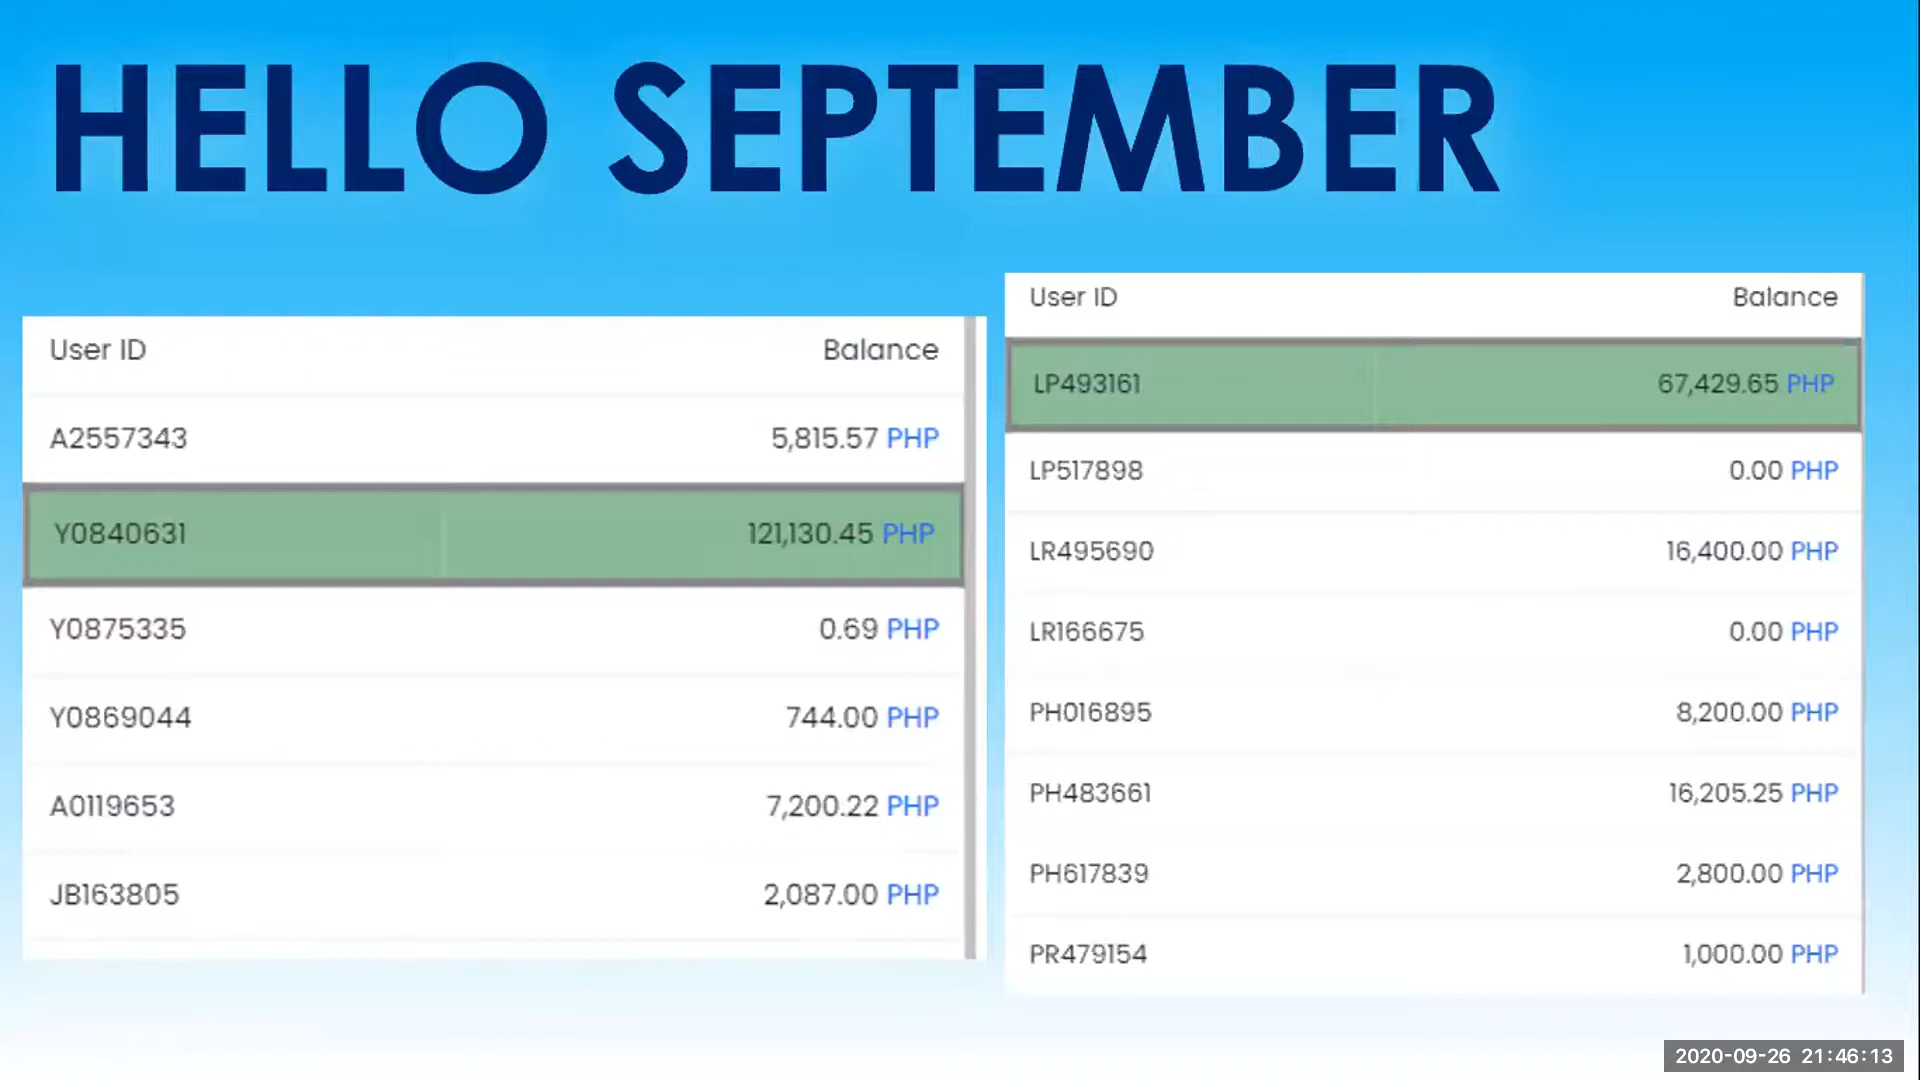 HELLO SEPTEMBER
User ID Balance
A2557343 5,815.57 PHP
Y0840631 121,130.45 PHP
Y0875335 0.69 PHP
Y0869044 744.00 PHP
A0119653 7,200.22 PHP
JB163805 2,087.00 PHP
User ID Balance
LP493161 67,429.65 PHP
LP517898 0.00 PHP
LR495690 16,400.00 PHP
LR166675 0.00 PHP
PH016895 8,200.00 PHP
PH483661 16,205.25 PHP
PH617839 2,800.00 PHP
PR479154 1,000.00 PHP
2020-09-26 21:46:13